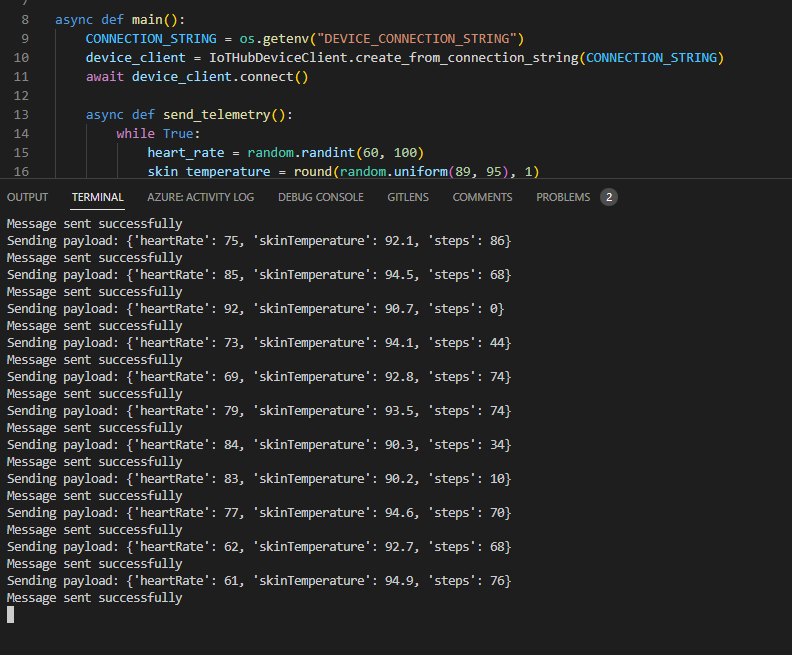 8 async def main():
9 CONNECTION_STRING = os.getenv("DEVICE_CONNECTION_STRING")
10 device_client = IoTHubDeviceClient.create_from_connection_string(CONNECTION_STRING)
11 await device_client.connect()
12
13 async def send_telemetry():
14 while True:
15 heart_rate = random.randint(60, 100)
16 skin_temperature = round(random.uniform(89, 95), 1)
OUTPUT TERMINAL AZURE: ACTIVITY LOG DEBUG CONSOLE GITLENS COMMENTS PROBLEMS 2
Message sent successfully
Sending payload: {'heartRate': 75, 'skinTemperature': 92.1, 'steps': 86}
Message sent successfully
Sending payload: {'heartRate': 85, 'skinTemperature': 94.5, 'steps': 68}
Message sent successfully
Sending payload: {'heartRate': 92, 'skinTemperature': 90.7, 'steps': 0}
Message sent successfully
Sending payload: {'heartRate': 73, 'skinTemperature': 94.1, 'steps': 44}
Message sent successfully
Sending payload: {'heartRate': 69, 'skinTemperature': 92.8, 'steps': 74}
Message sent successfully
Sending payload: {'heartRate': 79, 'skinTemperature': 93.5, 'steps': 74}
Message sent successfully
Sending payload: {'heartRate': 84, 'skinTemperature': 90.3, 'steps': 34}
Message sent successfully
Sending payload: {'heartRate': 83, 'skinTemperature': 90.2, 'steps': 10}
Message sent successfully
Sending payload: {'heartRate': 77, 'skinTemperature': 94.6, 'steps': 70}
Message sent successfully
Sending payload: {'heartRate': 62, 'skinTemperature': 92.7, 'steps': 68}
Message sent successfully
Sending payload: {'heartRate': 61, 'skinTemperature': 94.9, 'steps': 76}
Message sent successfully